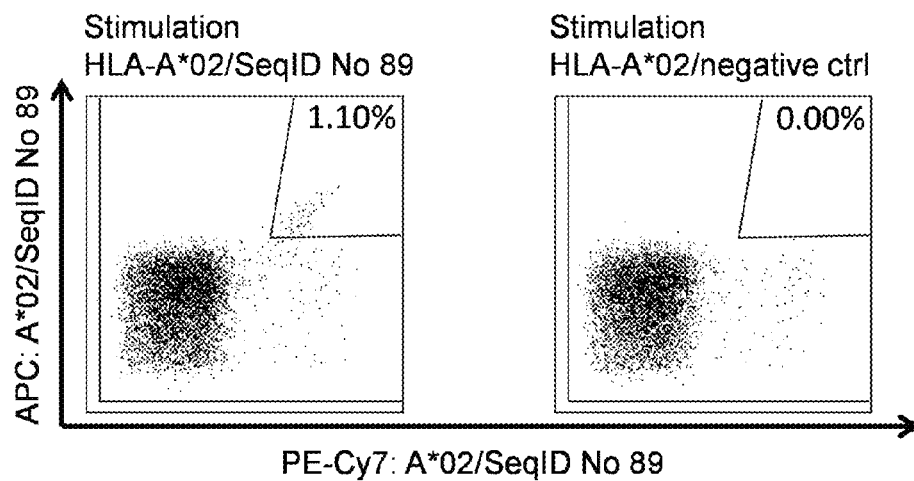 Stimulation
HLA-A*02/SeqID No 89
Stimulation
HLA-A*02/negative ctrl
1.10%
0.00%
APC: A*02/SeqID No 89
PE-Cy7: A*02/SeqID No 89